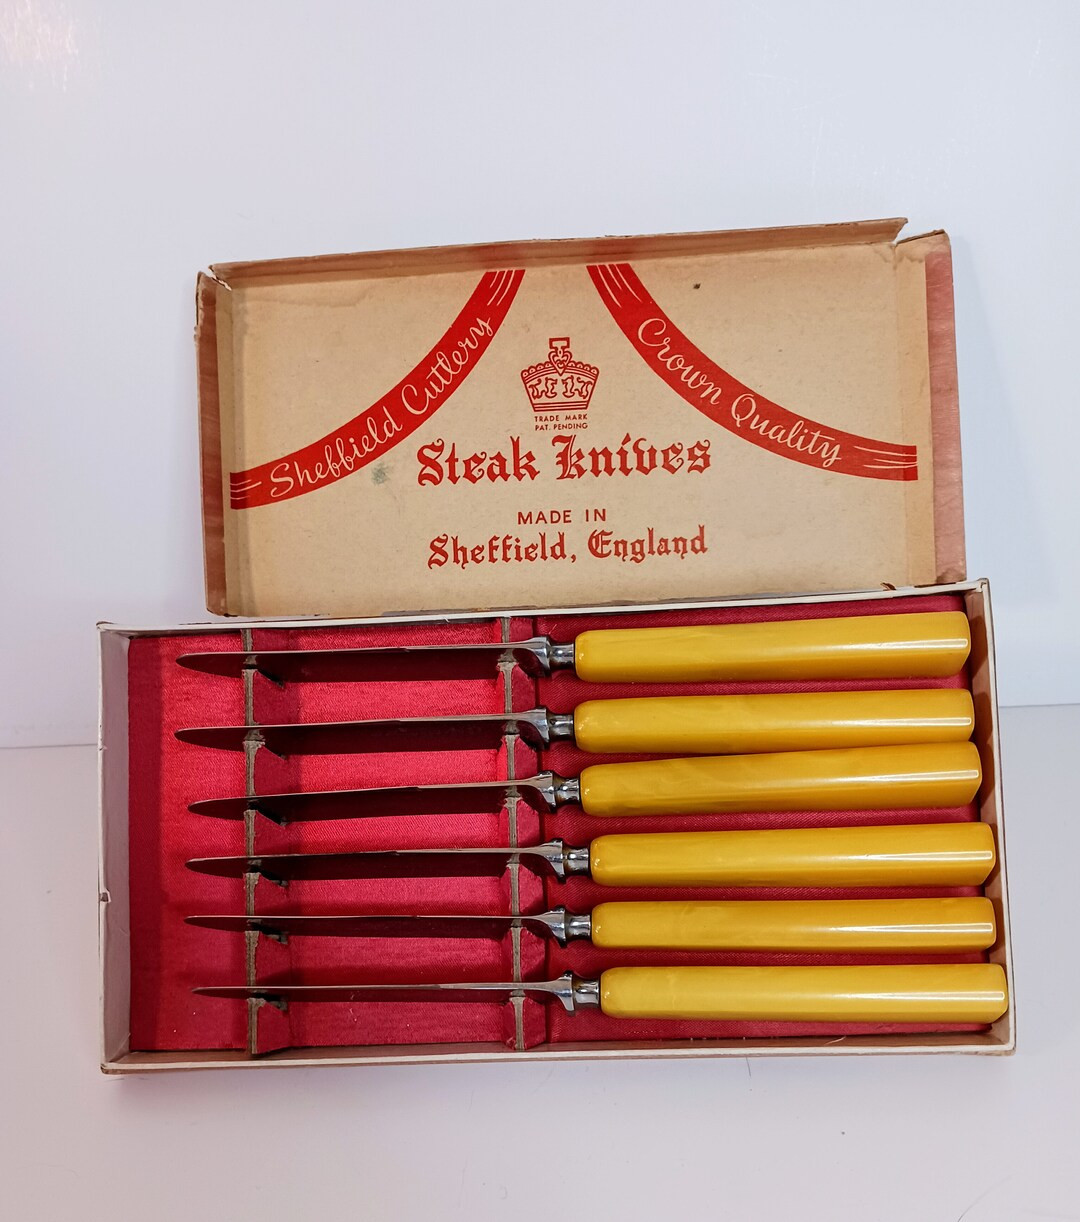 Sheffield Cutlery
Crown Quality
TRADE MARK
PAT. PENDING
Steak Knives
MADE IN
Sheffield, England